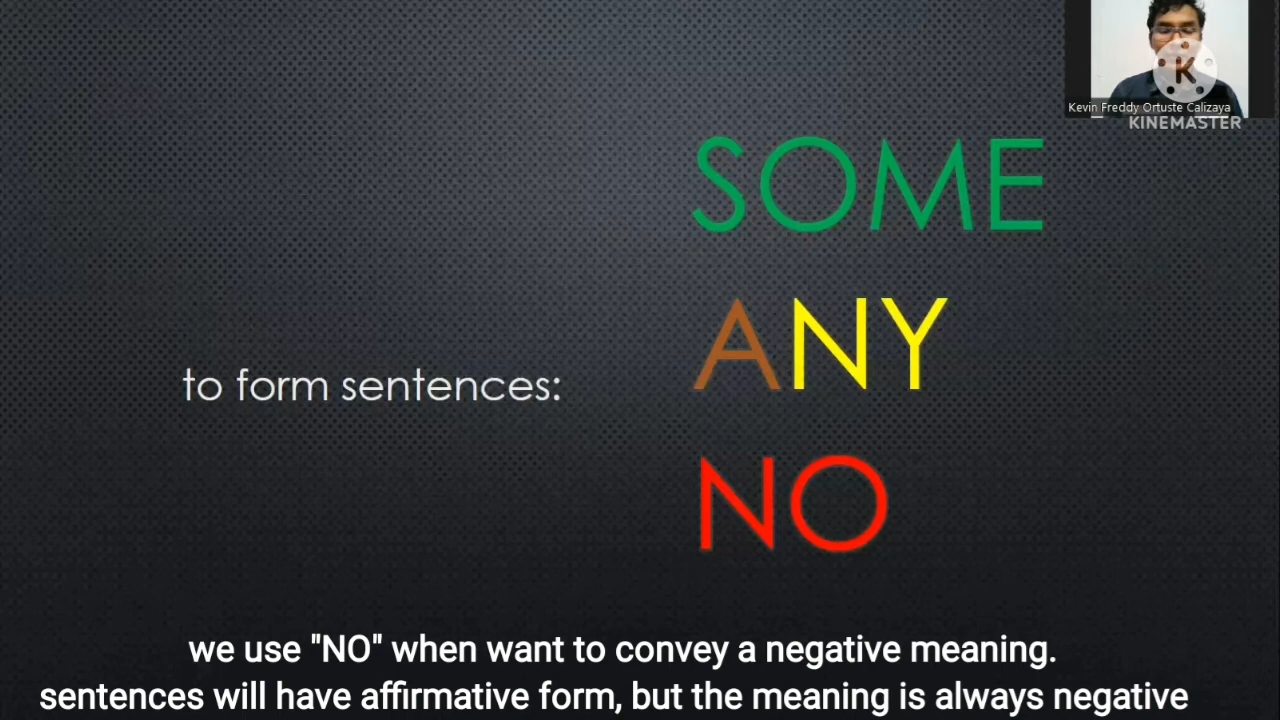 Kevin Freddy Ortuste Calizaya
KINEMASTER
SOME
ANY
to form sentences:
NO
we use "NO" when want to convey a negative meaning.
sentences will have affirmative form, but the meaning is always negative